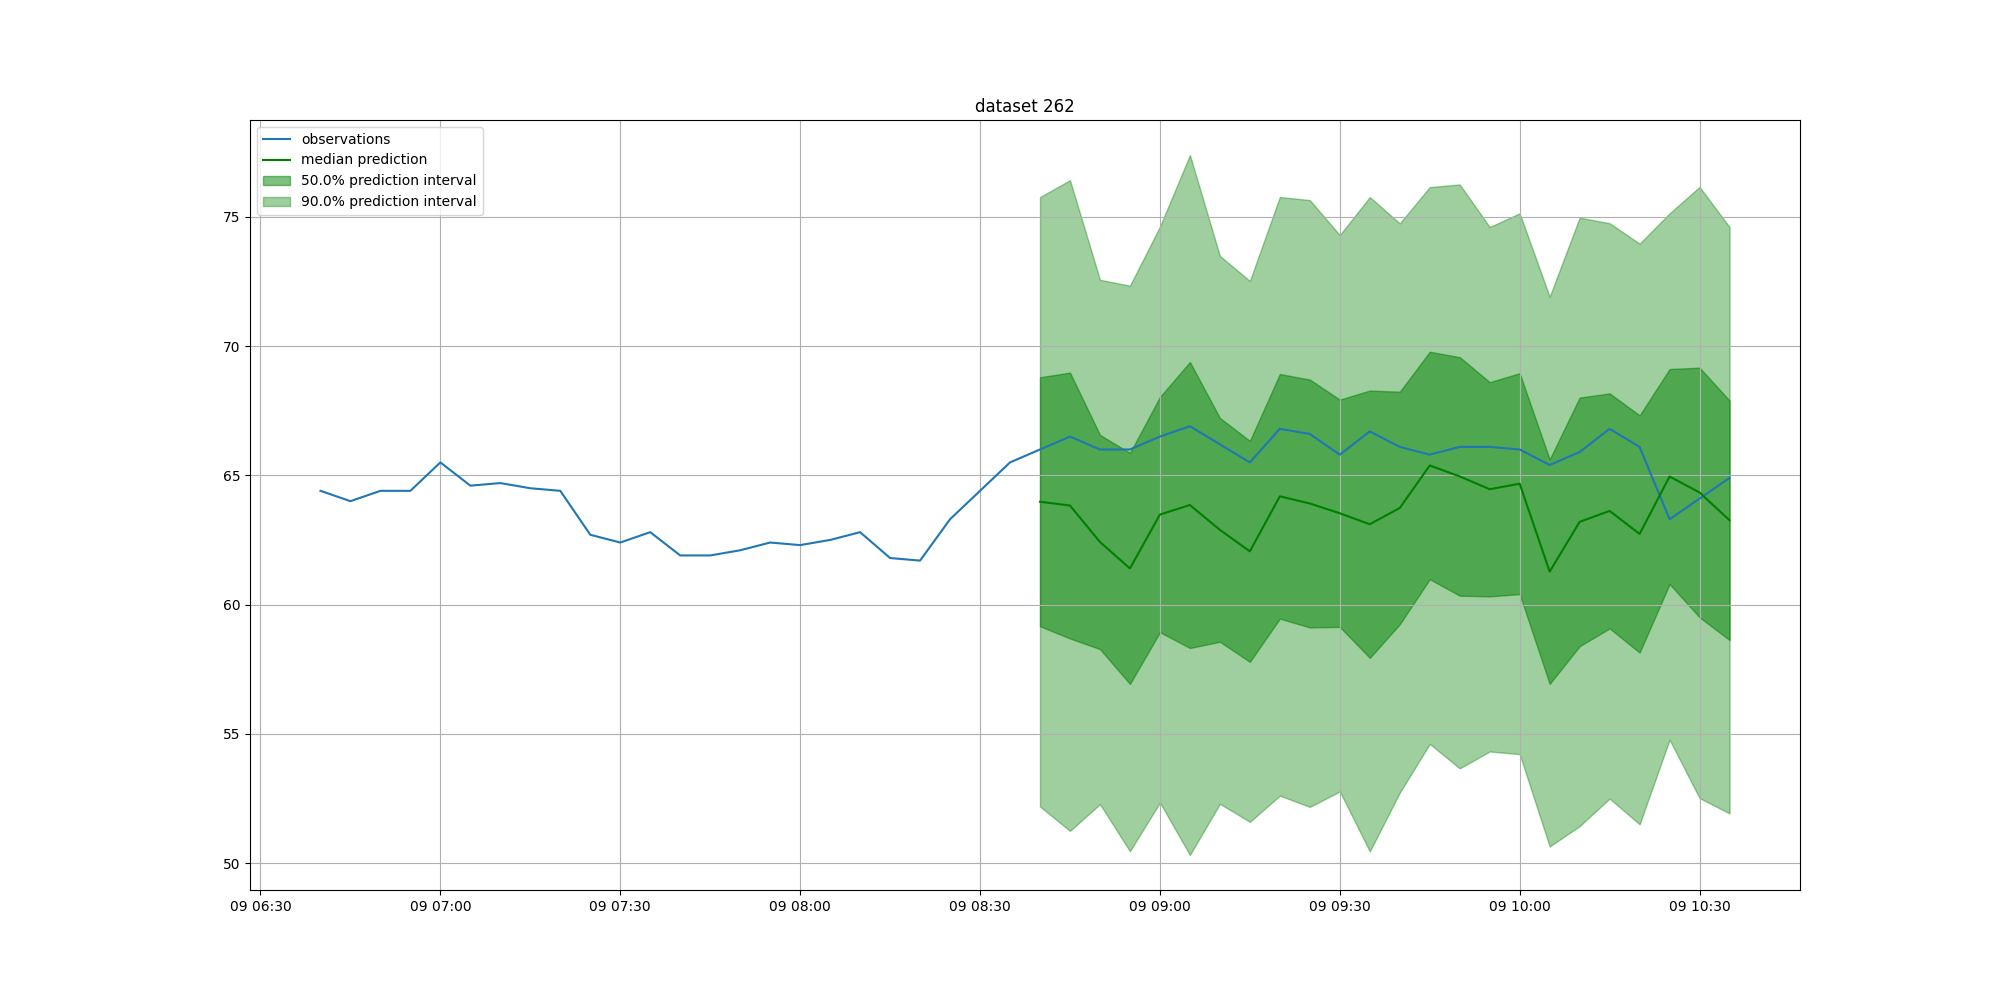 dataset 262
observations
median prediction
50.0% prediction interval
90.0% prediction interval
75
70
65
60
55
50
09 06:30 09 07:00 09 07:30 09 08:00 09 08:30 09 09:00 09 09:30 09 10:00 09 10:30